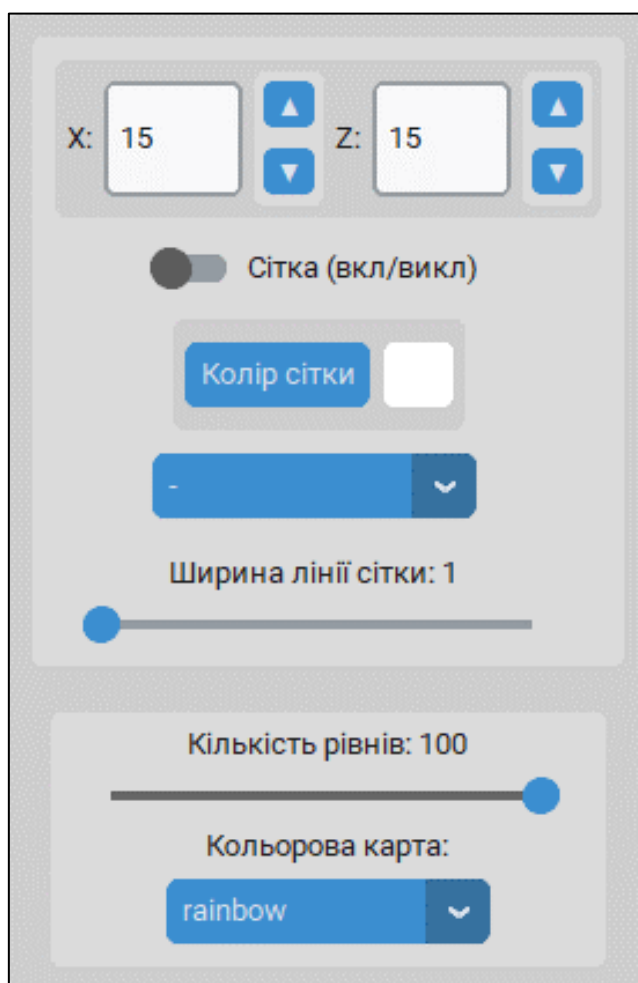 X: 15 ▲ ▼ Z: 15 ▲ ▼
Сітка (вкл/викл)
Колір сітки
-
Ширина лінії сітки: 1
Кількість рівнів: 100
Кольорова карта:
rainbow